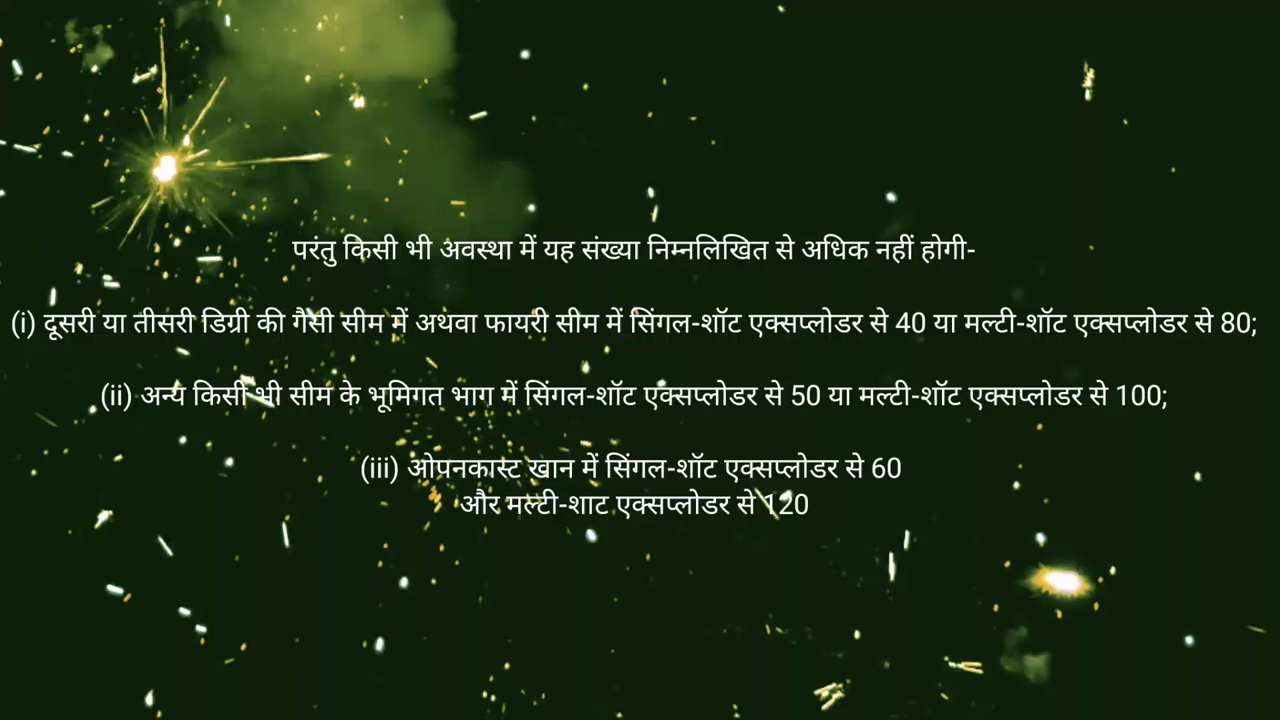 परंतु किसी भी अवस्था में यह संख्या निम्नलिखित से अधिक नहीं होगी-
(i) दूसरी या तीसरी डिग्री की गैसी सीम में अथवा फायरी सीम में सिंगल-शॉट एक्सप्लोडर से 40 या मल्टी-शॉट एक्सप्लोडर से 80;
(ii) अन्य किसी भी सीम के भूमिगत भाग में सिंगल-शॉट एक्सप्लोडर से 50 या मल्टी-शॉट एक्सप्लोडर से 100;
(iii) ओपनकास्ट खान में सिंगल-शॉट एक्सप्लोडर से 60
और मल्टी-शाट एक्सप्लोडर से 120